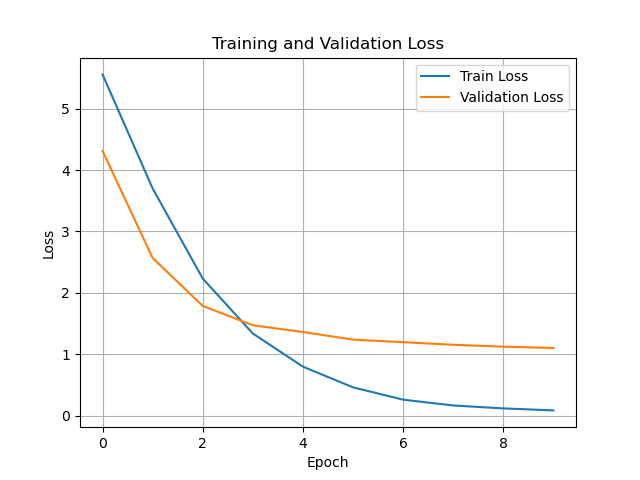 Training and Validation Loss
Train Loss
Validation Loss
5
4
3
2
1
0
Loss
0 2 4 6 8
Epoch